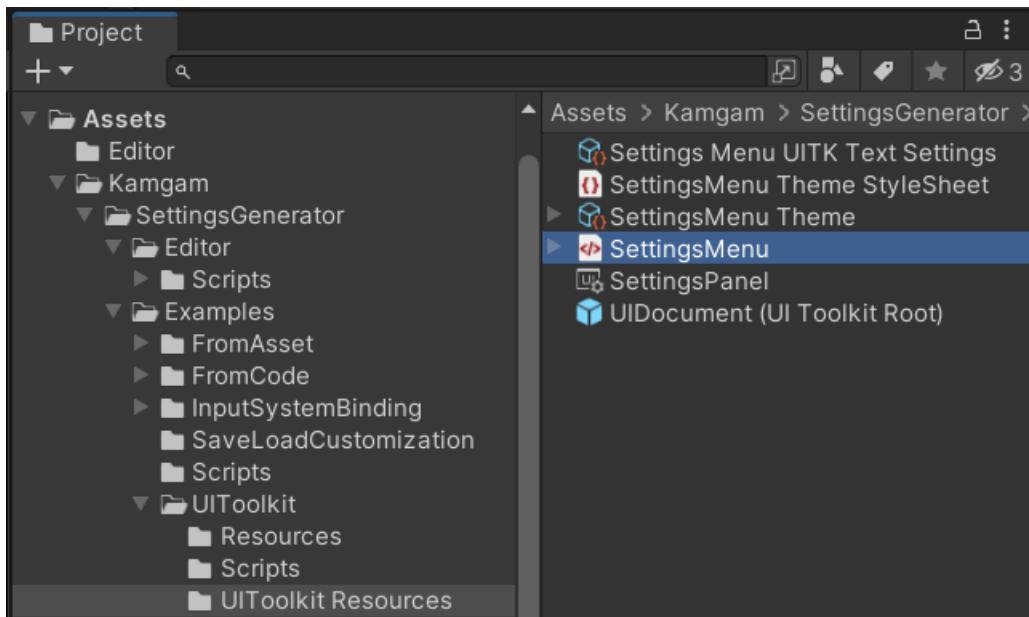 Project
3
Assets
Editor
Kamgam
SettingsGenerator
Editor
Scripts
Examples
FromAsset
FromCode
InputSystemBinding
SaveLoadCustomization
Scripts
UIToolkit
Resources
Scripts
UIToolkit Resources
Assets > Kamgam > SettingsGenerator >
Settings Menu UITK Text Settings
SettingsMenu Theme StyleSheet
SettingsMenu Theme
SettingsMenu
SettingsPanel
UIDocument (UI Toolkit Root)